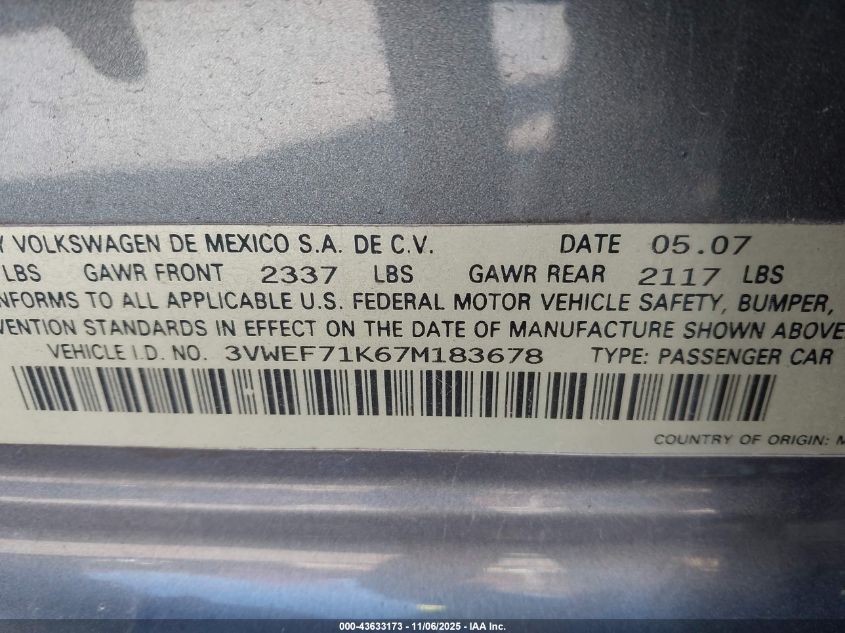 Y VOLKSWAGEN DE MEXICO S.A. DE C.V. DATE 05.07
LBS GAWR FRONT 2337 LBS GAWR REAR 2117 LBS
NFORMS TO ALL APPLICABLE U.S. FEDERAL MOTOR VEHICLE SAFETY, BUMPER,
VENTION STANDARDS IN EFFECT ON THE DATE OF MANUFACTURE SHOWN ABOVE
VEHICLE I.D. NO. 3VWEF71K67M183678 TYPE: PASSENGER CAR
COUNTRY OF ORIGIN: M
000-43633173 - 11/06/2025 - IAA Inc.